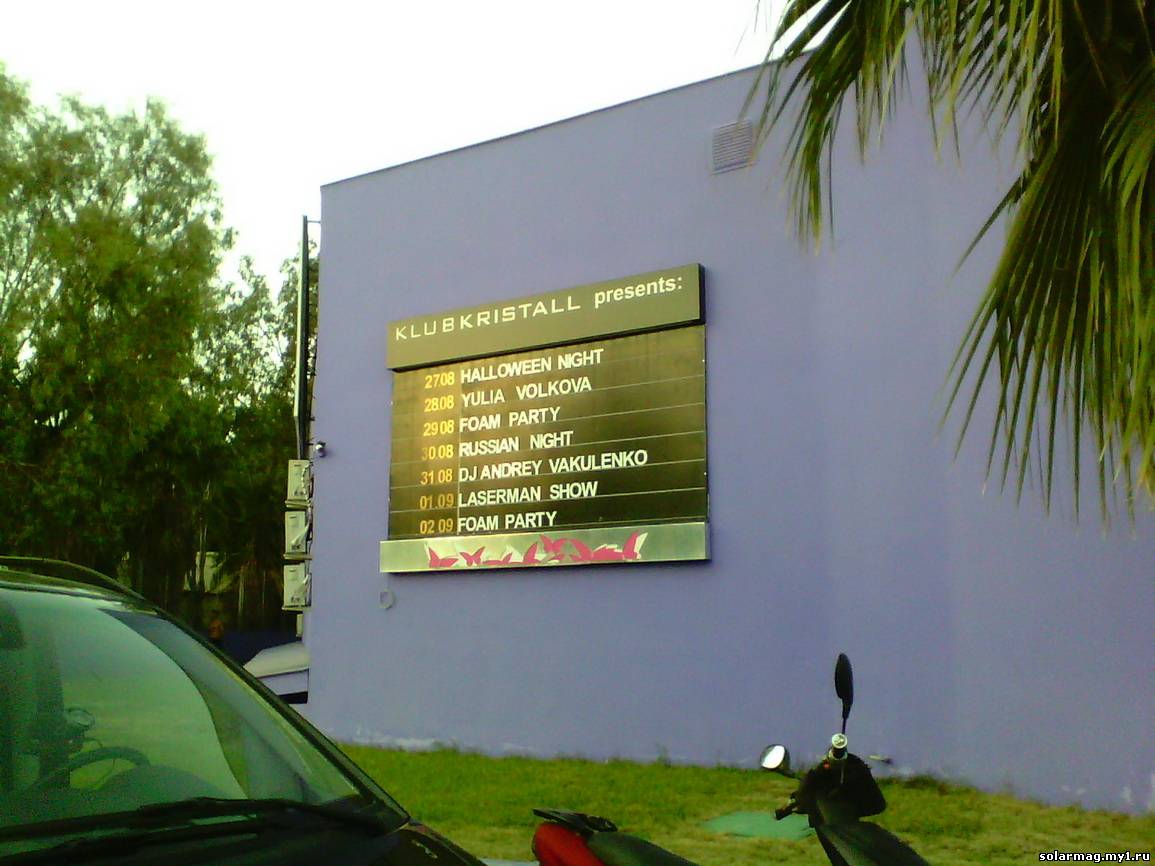 KLUBKRISTALL presents:
27.08 HALLOWEEN NIGHT
28.08 YULIA VOLKOVA
29 08 FOAM PARTY
30.08 RUSSIAN NIGHT
31 08 DJ ANDREY VAKULENKO
01.09 LASERMAN SHOW
02 09 FOAM PARTY
solarmag.my1.ru